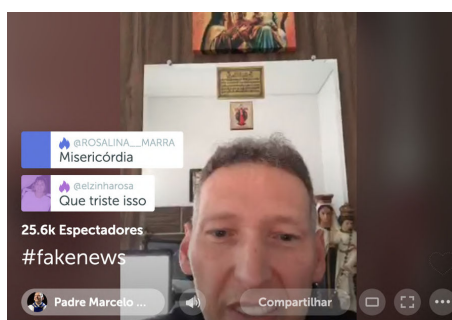 @ROSALINA__MARRA
Misericórdia
@elzinharosa
Que triste isso
25.6k Espectadores
#fakenews
Padre Marcelo ...
Compartilhar